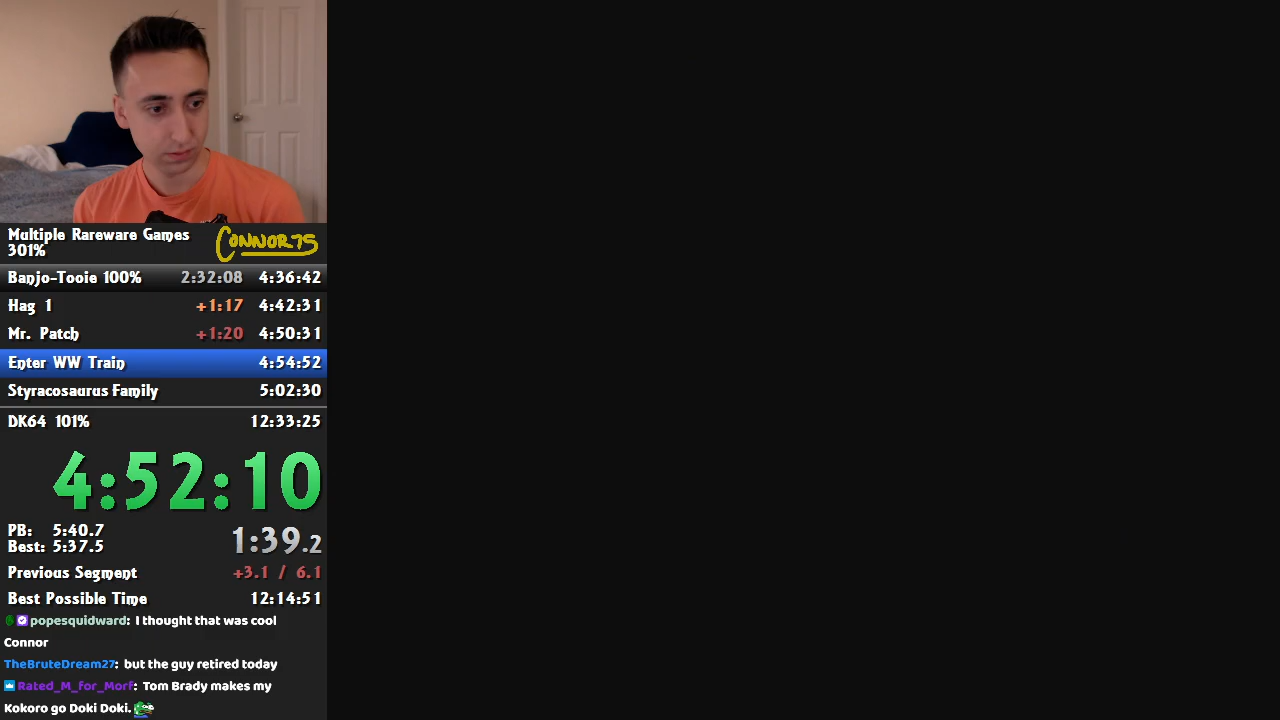 Multiple Rareware Games
301%
CONNOR75
Banjo-Tooie 100% 2:32:08 4:36:42
Hag 1 +1:17 4:42:31
Mr. Patch +1:20 4:50:31
Enter WW Train 4:54:52
Styracosaurus Family 5:02:30
DK64 101% 12:33:25
4:52:10
PB: 5:40.7
Best: 5:37.5
1:39.2
Previous Segment +3.1 / 6.1
Best Possible Time 12:14:51
popesquidward: I thought that was cool
Connor
TheBruteDream27: but the guy retired today
Rated_M_for_Morf: Tom Brady makes my
Kokoro go Doki Doki.